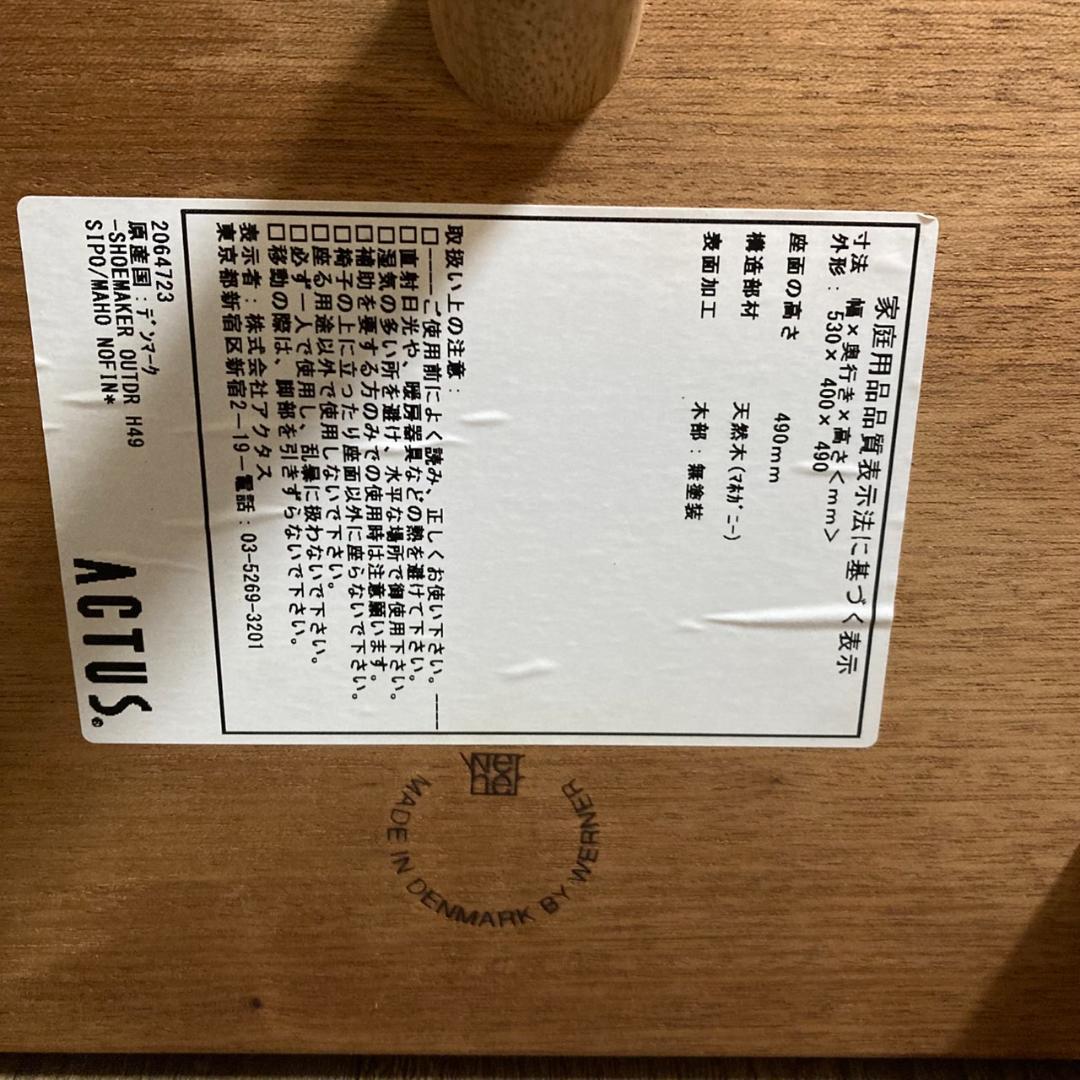 家庭用品品質表示法に基づく表示
寸法 幅×奥行き×高さ<mm>
外形: 530× 400× 490
座面の高さ 490mm
構造部材 天然木(マホガニー)
表面加工 木部:無塗装
取扱い上の注意:
□----ご使用前によく読み、正しくお使い下さい。----
□直射日光や、暖房器具などの熱を避けて下さい。
□湿気の多い所を避け、水平な場所で御使用下さい。
□補助を要する方のみでの使用時は注意願います。
□椅子の上に立ったり座面以外に座らないで下さい。
□座る用途以外で使用しないで下さい。
□必ず一人で使用し、乱暴に扱わないで下さい。
□移動の際は、脚部を引きずらないで下さい。
表示者:株式会社アクタス
東京都新宿区新宿2-19-電話:03-5269-3201
2064723
原産国:デンマーク
-SHOEMAKER OUTDR H49
SIPO/MAHO NOFIN*
ACTUS®
MADE IN DENMARK BY WERNER